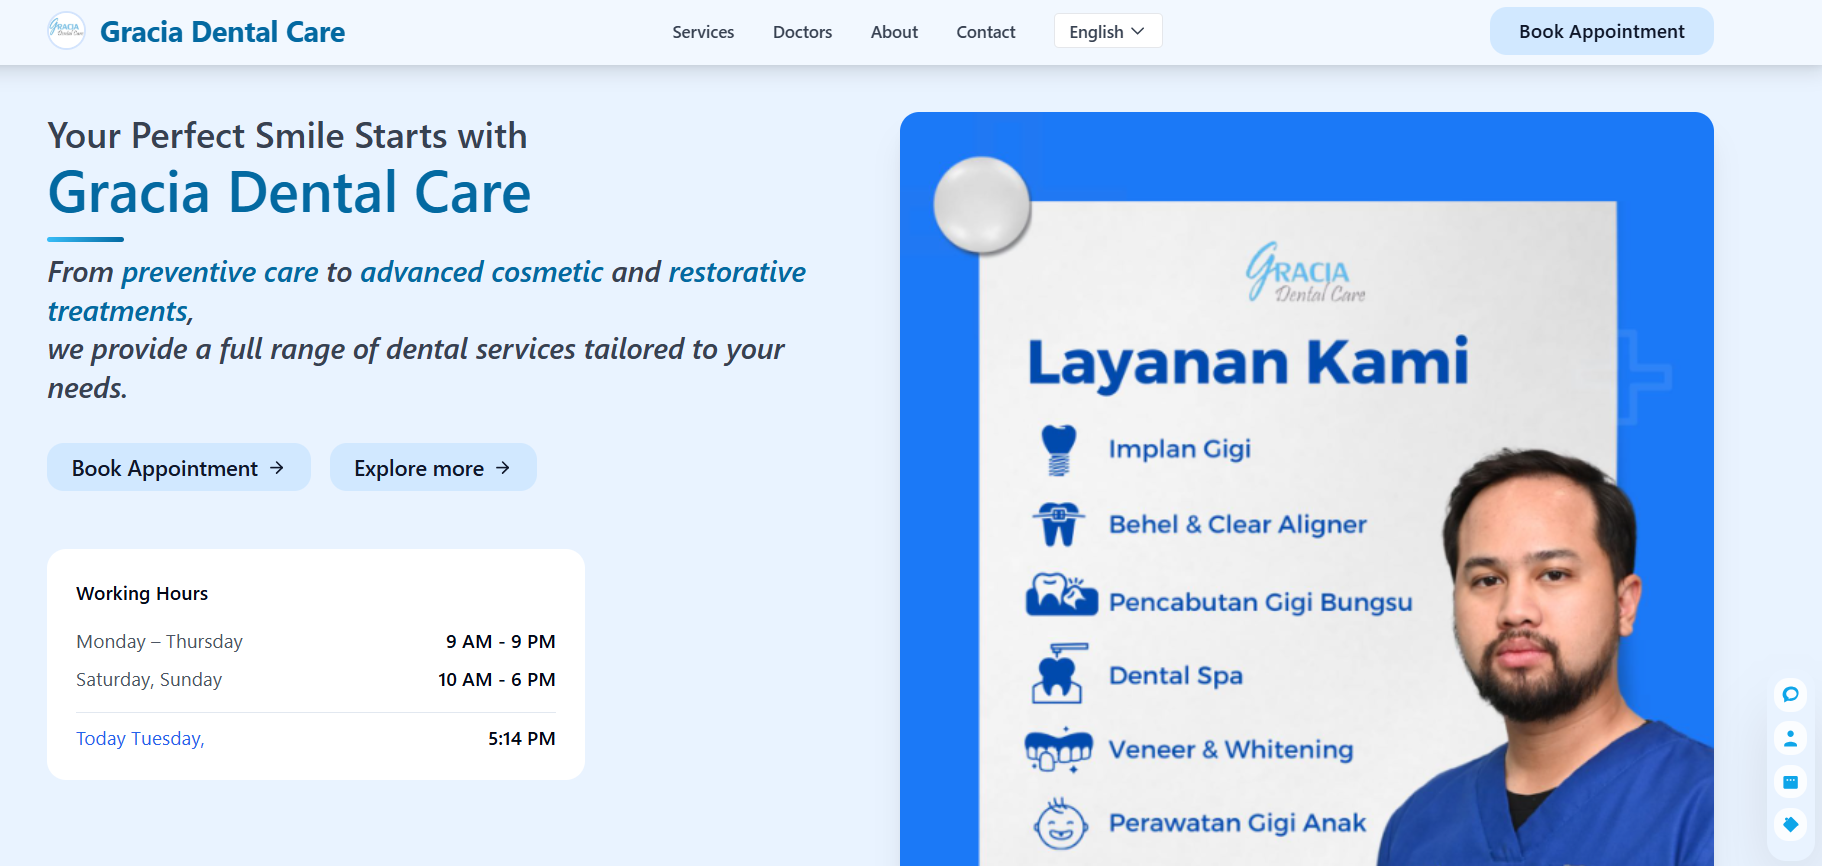 GRACIA
Dental Care
Gracia Dental Care
Services
Doctors
About
Contact
English
Book Appointment
Your Perfect Smile Starts with
Gracia Dental Care
From preventive care to advanced cosmetic and restorative
treatments,
we provide a full range of dental services tailored to your
needs.
Book Appointment →
Explore more →
Working Hours
Monday – Thursday 9 AM - 9 PM
Saturday, Sunday 10 AM - 6 PM
Today Tuesday, 5:14 PM
GRACIA
Dental Care
Layanan Kami
Implan Gigi
Behel & Clear Aligner
Pencabutan Gigi Bungsu
Dental Spa
Veneer & Whitening
Perawatan Gigi Anak